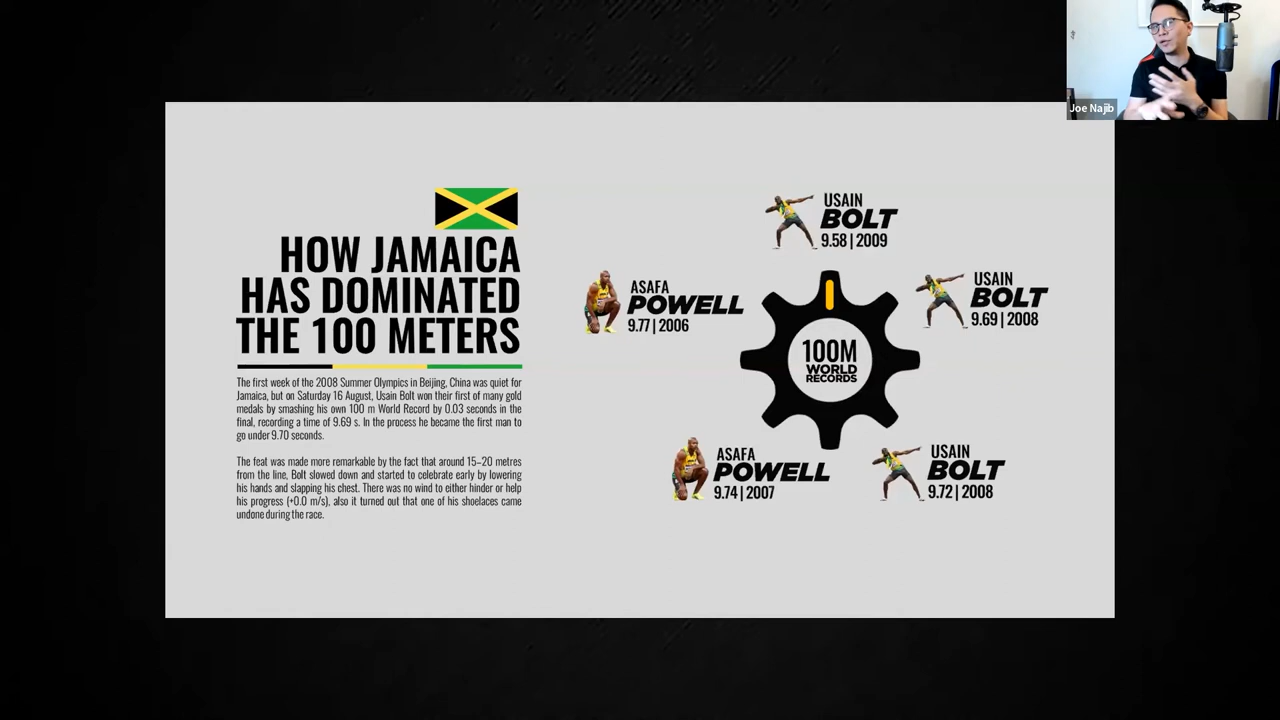 Joe Najib
HOW JAMAICA
HAS DOMINATED
THE 100 METERS
The first week of the 2008 Summer Olympics in Beijing, China was quiet for
Jamaica, but on Saturday 16 August, Usain Bolt won their first of many gold
medals by smashing his own 100 m World Record by 0.03 seconds in the
final, recording a time of 9.69 s. In the process he became the first man to
go under 9.70 seconds.
The feat was made more remarkable by the fact that around 15–20 metres
from the line, Bolt slowed down and started to celebrate early by lowering
his hands and slapping his chest. There was no wind to either hinder or help
his progress (+0.0 m/s), also it turned out that one of his shoelaces came
undone during the race.
USAIN
BOLT
9.58 | 2009
USAIN
BOLT
9.69 | 2008
USAIN
BOLT
9.72 | 2008
ASAFA
POWELL
9.74 | 2007
ASAFA
POWELL
9.77 | 2006
100M
WORLD
RECORDS